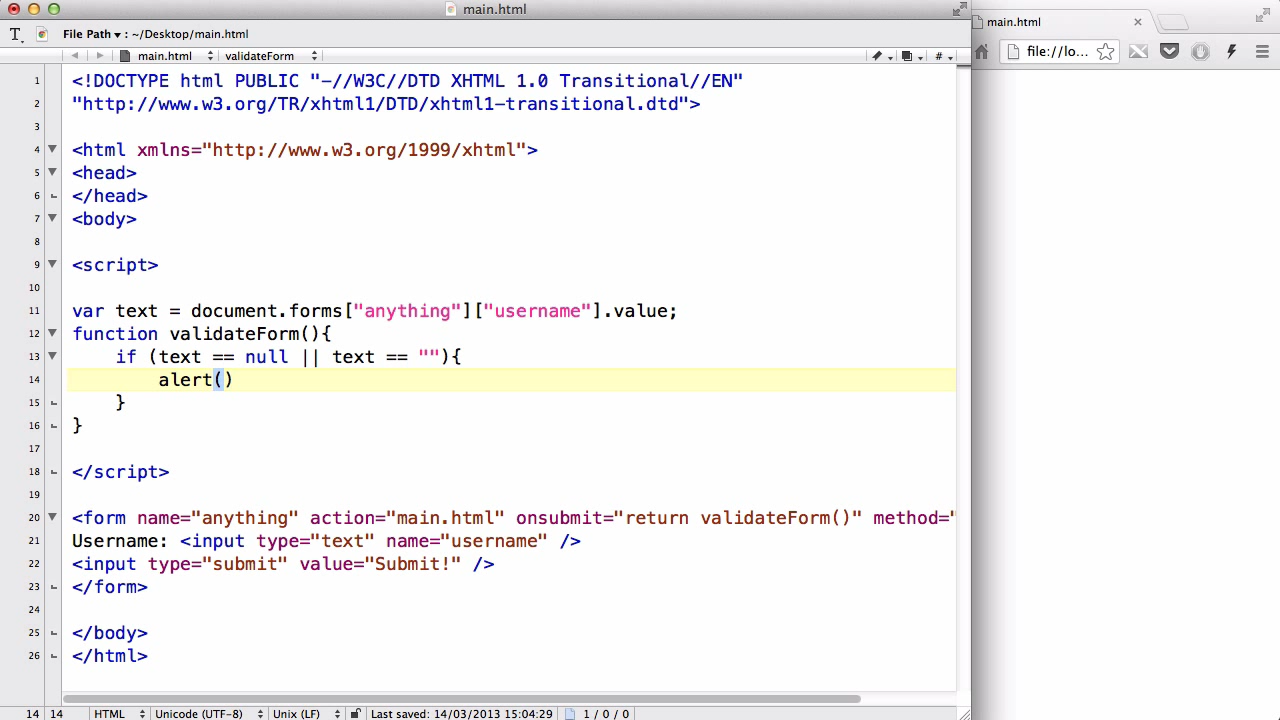 main.html
File Path ▾ : ~/Desktop/main.html
main.html validateForm #
1 <!DOCTYPE html PUBLIC "-//W3C//DTD XHTML 1.0 Transitional//EN"
2 "http://www.w3.org/TR/xhtml1/DTD/xhtml1-transitional.dtd">
3
4 <html xmlns="http://www.w3.org/1999/xhtml">
5 <head>
6 </head>
7 <body>
8
9 <script>
10
11 var text = document.forms["anything"]["username"].value;
12 function validateForm(){
13     if (text == null || text == ""){
14         alert()
15     }
16 }
17
18 </script>
19
20 <form name="anything" action="main.html" onsubmit="return validateForm()" method="
21 Username: <input type="text" name="username" />
22 <input type="submit" value="Submit!" />
23 </form>
24
25 </body>
26 </html>
14 14 HTML Unicode (UTF-8) Unix (LF) Last saved: 14/03/2013 15:04:29 1 / 0 / 0
main.html
file://lo...